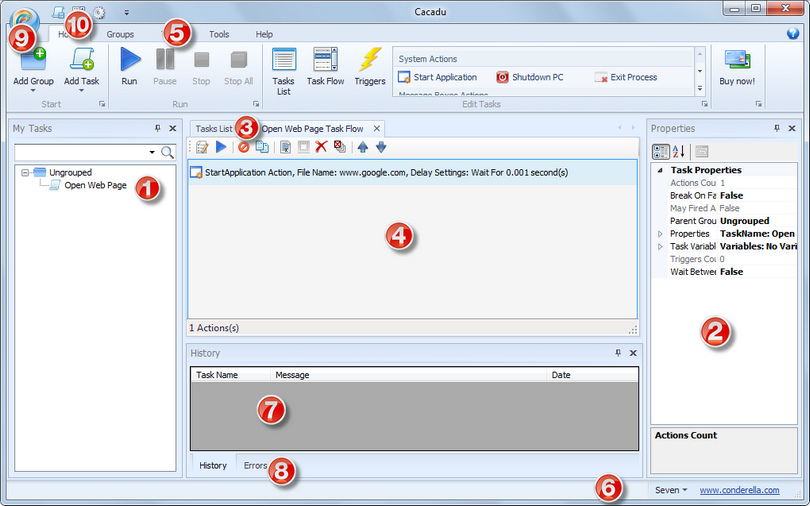 Cacadu
9
10
5
Groups
Tools
Help
Add Group
Add Task
Run
Pause
Stop
Stop All
Tasks List
Task Flow
Triggers
System Actions
Start Application
Shutdown PC
Exit Process
Message Boxes Actions
Buy now!
Start
Run
Edit Tasks
My Tasks
Ungrouped
Open Web Page
1
Tasks List
3
Open Web Page Task Flow
StartApplication Action, File Name: www.google.com, Delay Settings: Wait For 0.001 second(s)
4
1 Actions(s)
History
Task Name Message Date
7
History Errors
8
Properties
Task Properties
Actions Cou 1
Break On Fa False
May Fired A False
Parent Grou Ungrouped
Properties TaskName: Open
Task Variabl Variables: No Vari
Triggers Cou 0
Wait Betwee False
2
Actions Count
6
Seven
www.conderella.com